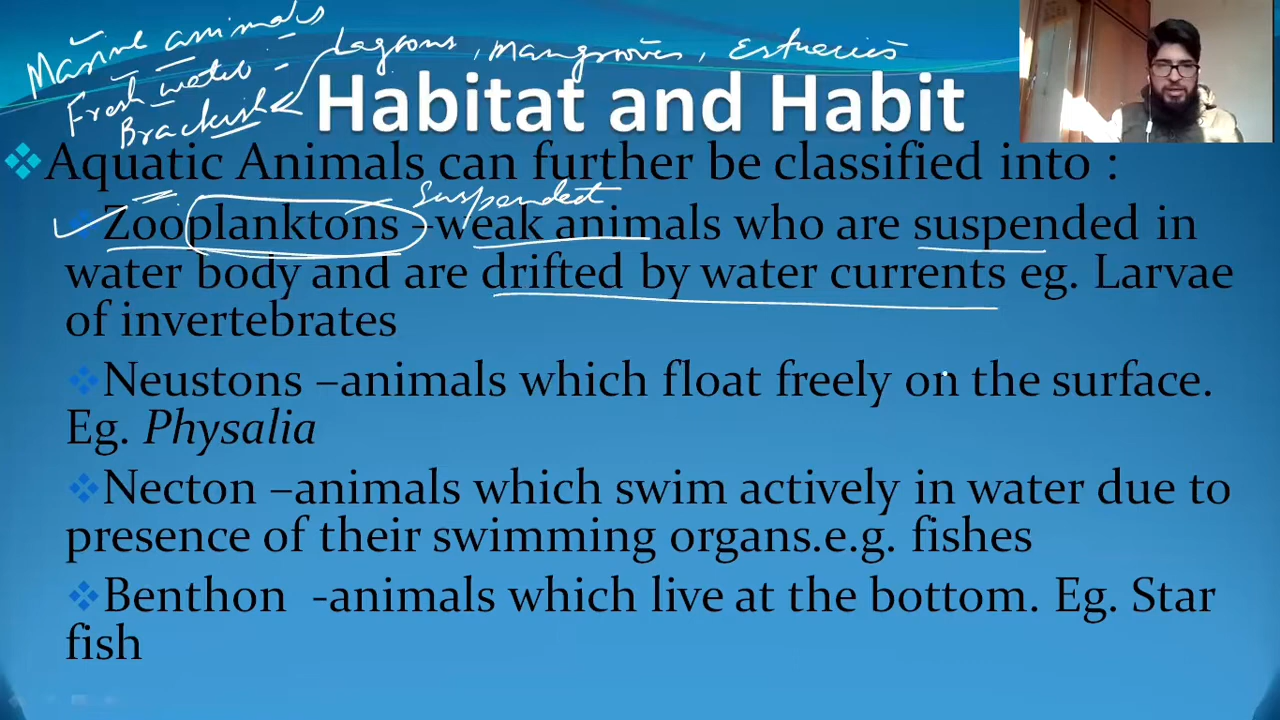 Marine animals
Fresh water -
Brackish < Lagoons, Mangroves, Estueries
Habitat and Habit
Aquatic Animals can further be classified into :
suspended
Zooplanktons –weak animals who are suspended in
water body and are drifted by water currents eg. Larvae
of invertebrates
Neustons –animals which float freely on the surface.
Eg. Physalia
Necton –animals which swim actively in water due to
presence of their swimming organs.e.g. fishes
Benthon -animals which live at the bottom. Eg. Star
fish